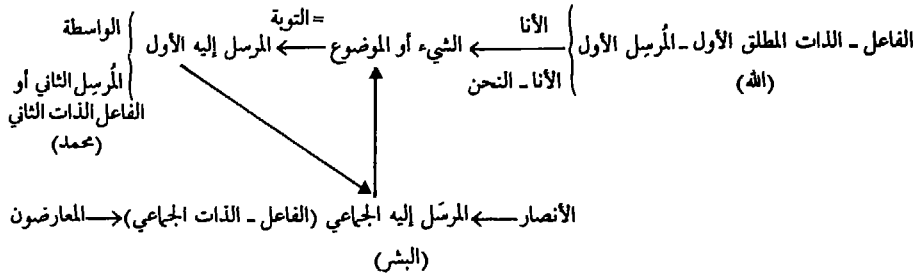 = التوبة
الأنا
الواسطة
الفاعل - الذات المطلق الأول - المُرسِل الأول
الشيء أو الموضوع
المرسل إليه الأول
(الله)
الأنا - النحن
المُرسِل الثاني أو
الفاعل الذات الثاني
(محمد)
الأنصار
المرسَل إليه الجماعي (الفاعل - الذات الجماعي)
المعارضون
(البشر)